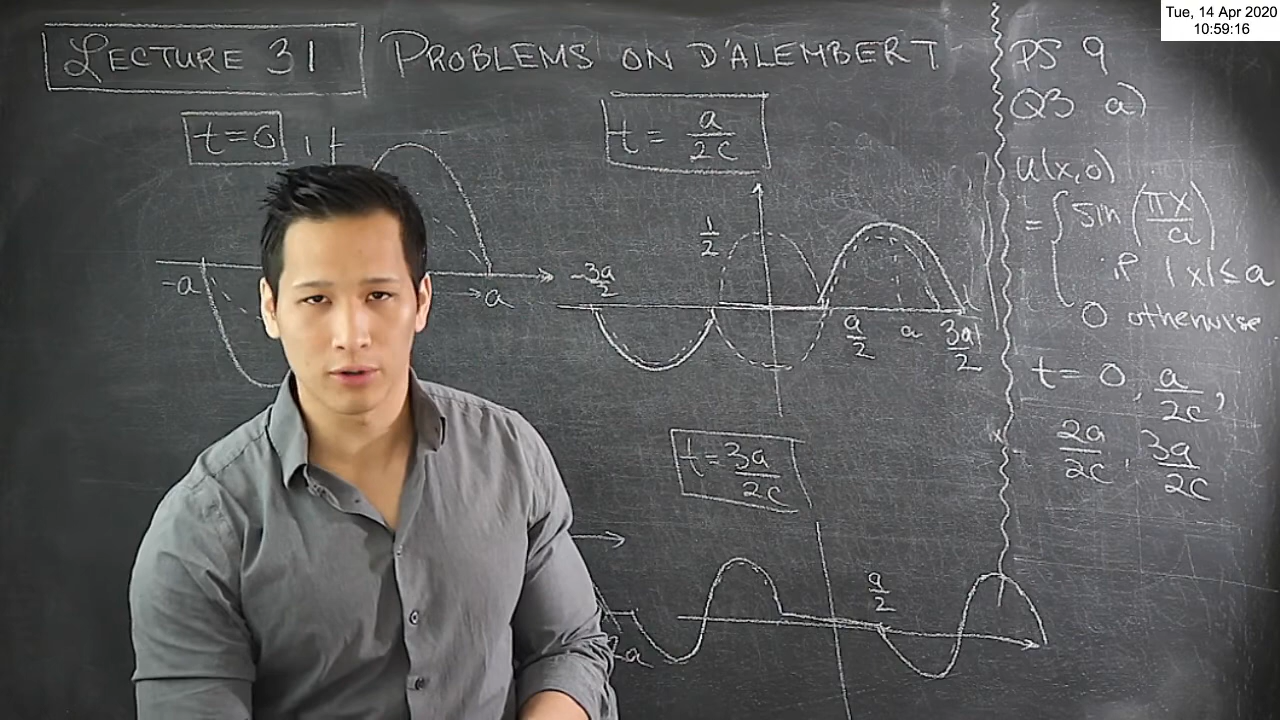 Tue, 14 Apr 2020
10:59:16
LECTURE 31 PROBLEMS ON D'ALEMBERT
t=0
1
-a
a
t = a/2c
1/2
-3a/2
a/2
a
3a/2
t=3a/2c
a/2
2a
PS 9
Q3 a)
u(x,0)
= { sin (πx/a)
if |x| ≤ a
0 otherwise
t= 0, a/2c,
2a/2c, 3a/2c